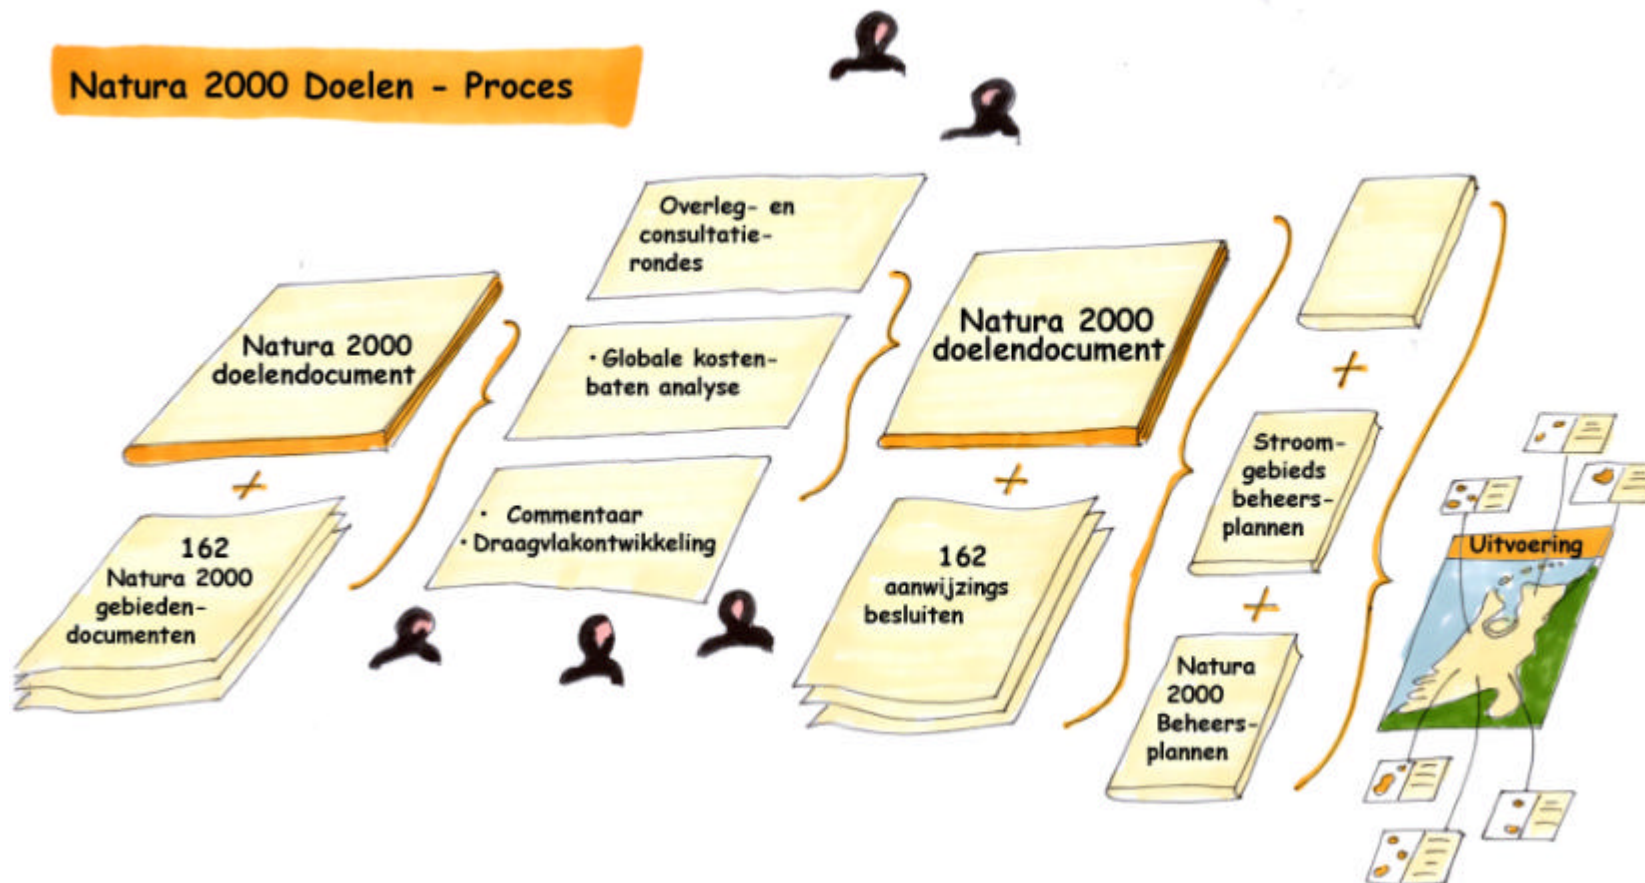 Natura 2000 Doelen - Proces
Natura 2000
doelendocument
162
Natura 2000
gebieden-
documenten
Overleg- en
consultatie-
rondes
• Globale kosten-
baten analyse
• Commentaar
• Draagvlakontwikkeling
Natura 2000
doelendocument
162
aanwijzings
besluiten
Stroom-
gebieds
beheers-
plannen
Natura
2000
Beheers-
plannen
Uitvoering